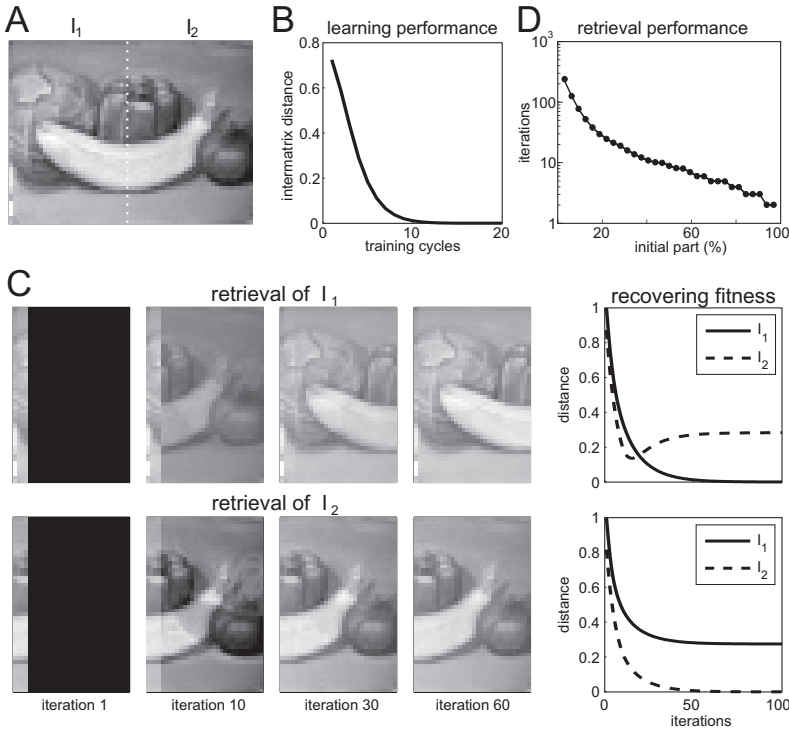 A
I₁
I₂
B
learning performance
intermatrix distance
0.8
0.6
0.4
0.2
0
0
10
20
training cycles
D
retrieval performance
iterations
10³
100
10
1
20
60
100
initial part (%)
C
retrieval of I₁
recovering fitness
distance
1
0.8
0.6
0.4
0.2
0
I₁
I₂
retrieval of I₂
iteration 1
iteration 10
iteration 30
iteration 60
distance
1
0.8
0.6
0.4
0.2
0
I₁
I₂
0
50
100
iterations